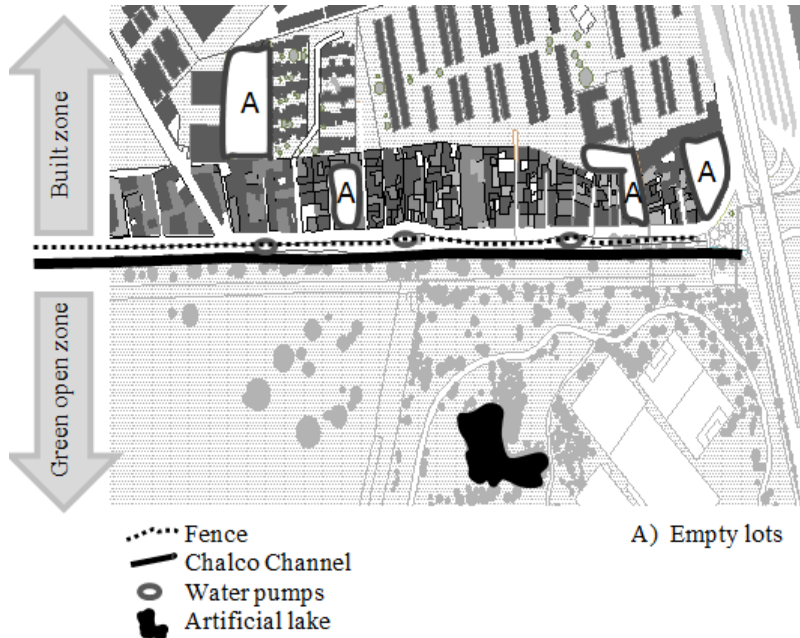 Built zone
A
A
A
A
Green open zone
Fence
Chalco Channel
Water pumps
Artificial lake
A) Empty lots